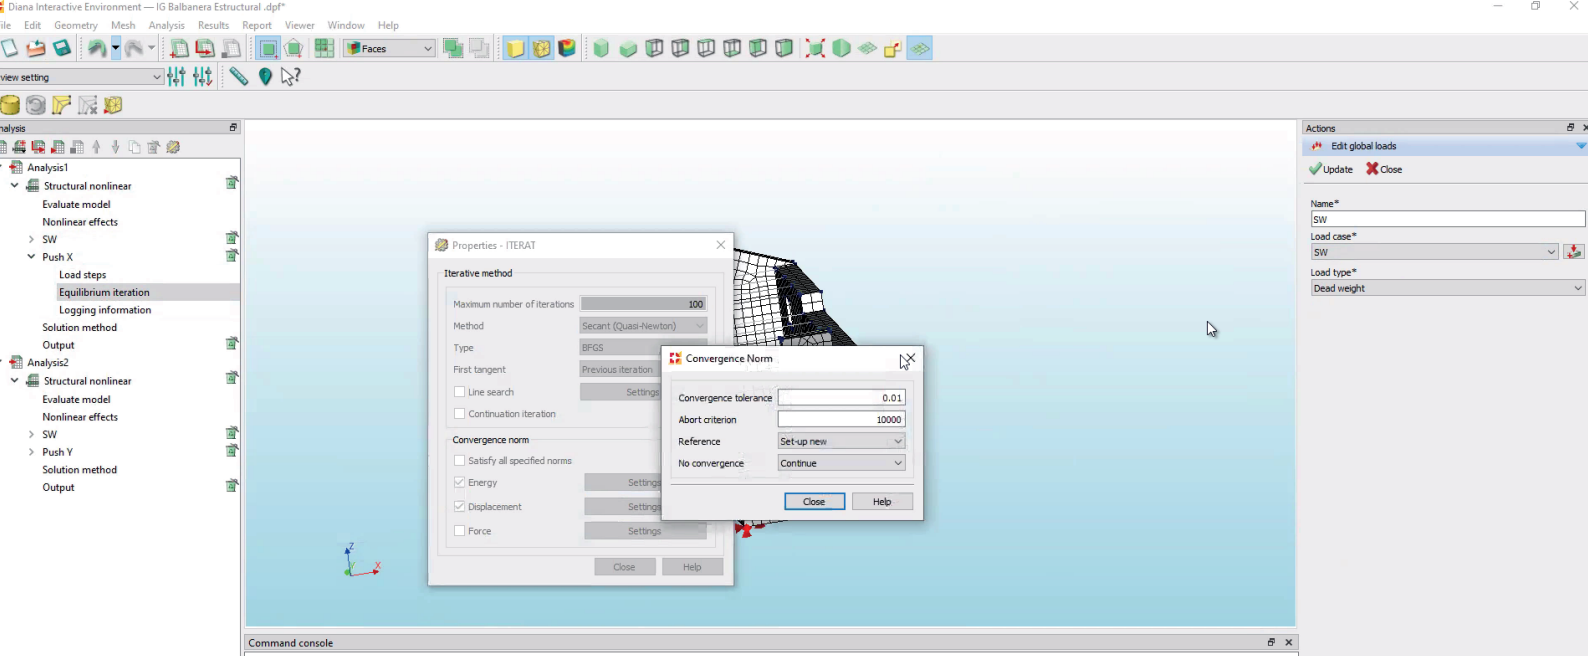 Diana Interactive Environment — IG Balbanera Estructural .dpf*
ile Edit Geometry Mesh Analysis Results Report Viewer Window Help
Faces
view setting
nalysis
Analysis1
Structural nonlinear
Evaluate model
Nonlinear effects
SW
Push X
Load steps
Equilibrium iteration
Logging information
Solution method
Output
Analysis2
Structural nonlinear
Evaluate model
Nonlinear effects
SW
Push Y
Solution method
Output
Properties - ITERAT
Iterative method
Maximum number of iterations 100
Method Secant (Quasi-Newton)
Type BFGS
First tangent Previous iteration
Line search Settings
Continuation iteration
Convergence norm
Satisfy all specified norms
Energy Settings
Displacement Settings
Force Settings
Close Help
Convergence Norm
Convergence tolerance 0.01
Abort criterion 10000
Reference Set-up new
No convergence Continue
Close Help
Z
Y X
Command console
Actions
Edit global loads
Update Close
Name*
SW
Load case*
SW
Load type*
Dead weight